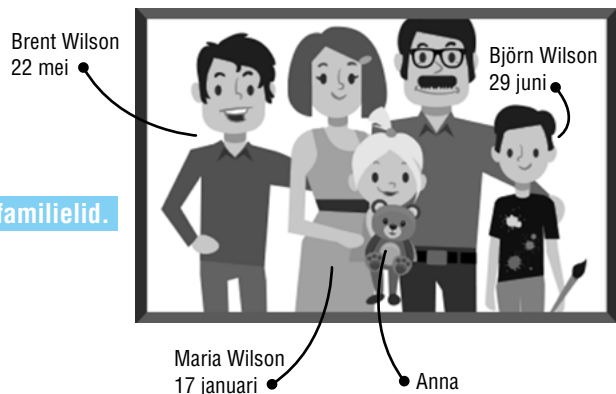 Brent Wilson
22 mei
Björn Wilson
29 juni
familielid.
Maria Wilson
17 januari
Anna